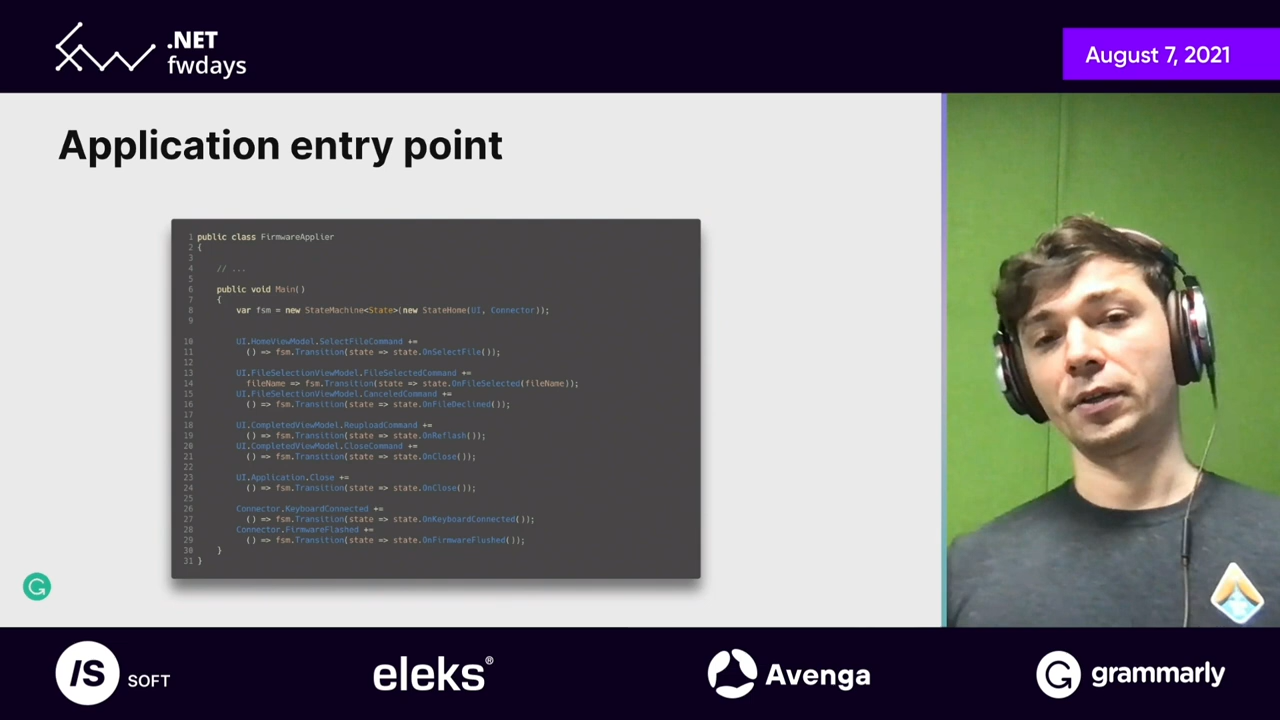 .NET
fwdays
August 7, 2021
Application entry point
1 public class FirmwareApplier
2 {
3
4 // ...
5
6 public void Main()
7 {
8 var fsm = new StateMachine<State>(new StateHome(UI, Connector));
9
10 UI.HomeViewModel.SelectFileCommand +=
11 () => fsm.Transition(state => state.OnSelectFile());
12
13 UI.FileSelectionViewModel.FileSelectedCommand +=
14 fileName => fsm.Transition(state => state.OnFileSelected(fileName));
15 UI.FileSelectionViewModel.CanceledCommand +=
16 () => fsm.Transition(state => state.OnFileDeclined());
17
18 UI.CompletedViewModel.ReuploadCommand +=
19 () => fsm.Transition(state => state.OnReflash());
20 UI.CompletedViewModel.CloseCommand +=
21 () => fsm.Transition(state => state.OnClose());
22
23 UI.Application.Close +=
24 () => fsm.Transition(state => state.OnClose());
25
26 Connector.KeyboardConnected +=
27 () => fsm.Transition(state => state.OnKeyboardConnected());
28 Connector.FirmwareFlashed +=
29 () => fsm.Transition(state => state.OnFirmwareFlushed());
30 }
31 }
IS SOFT
eleks®
Avenga
grammarly